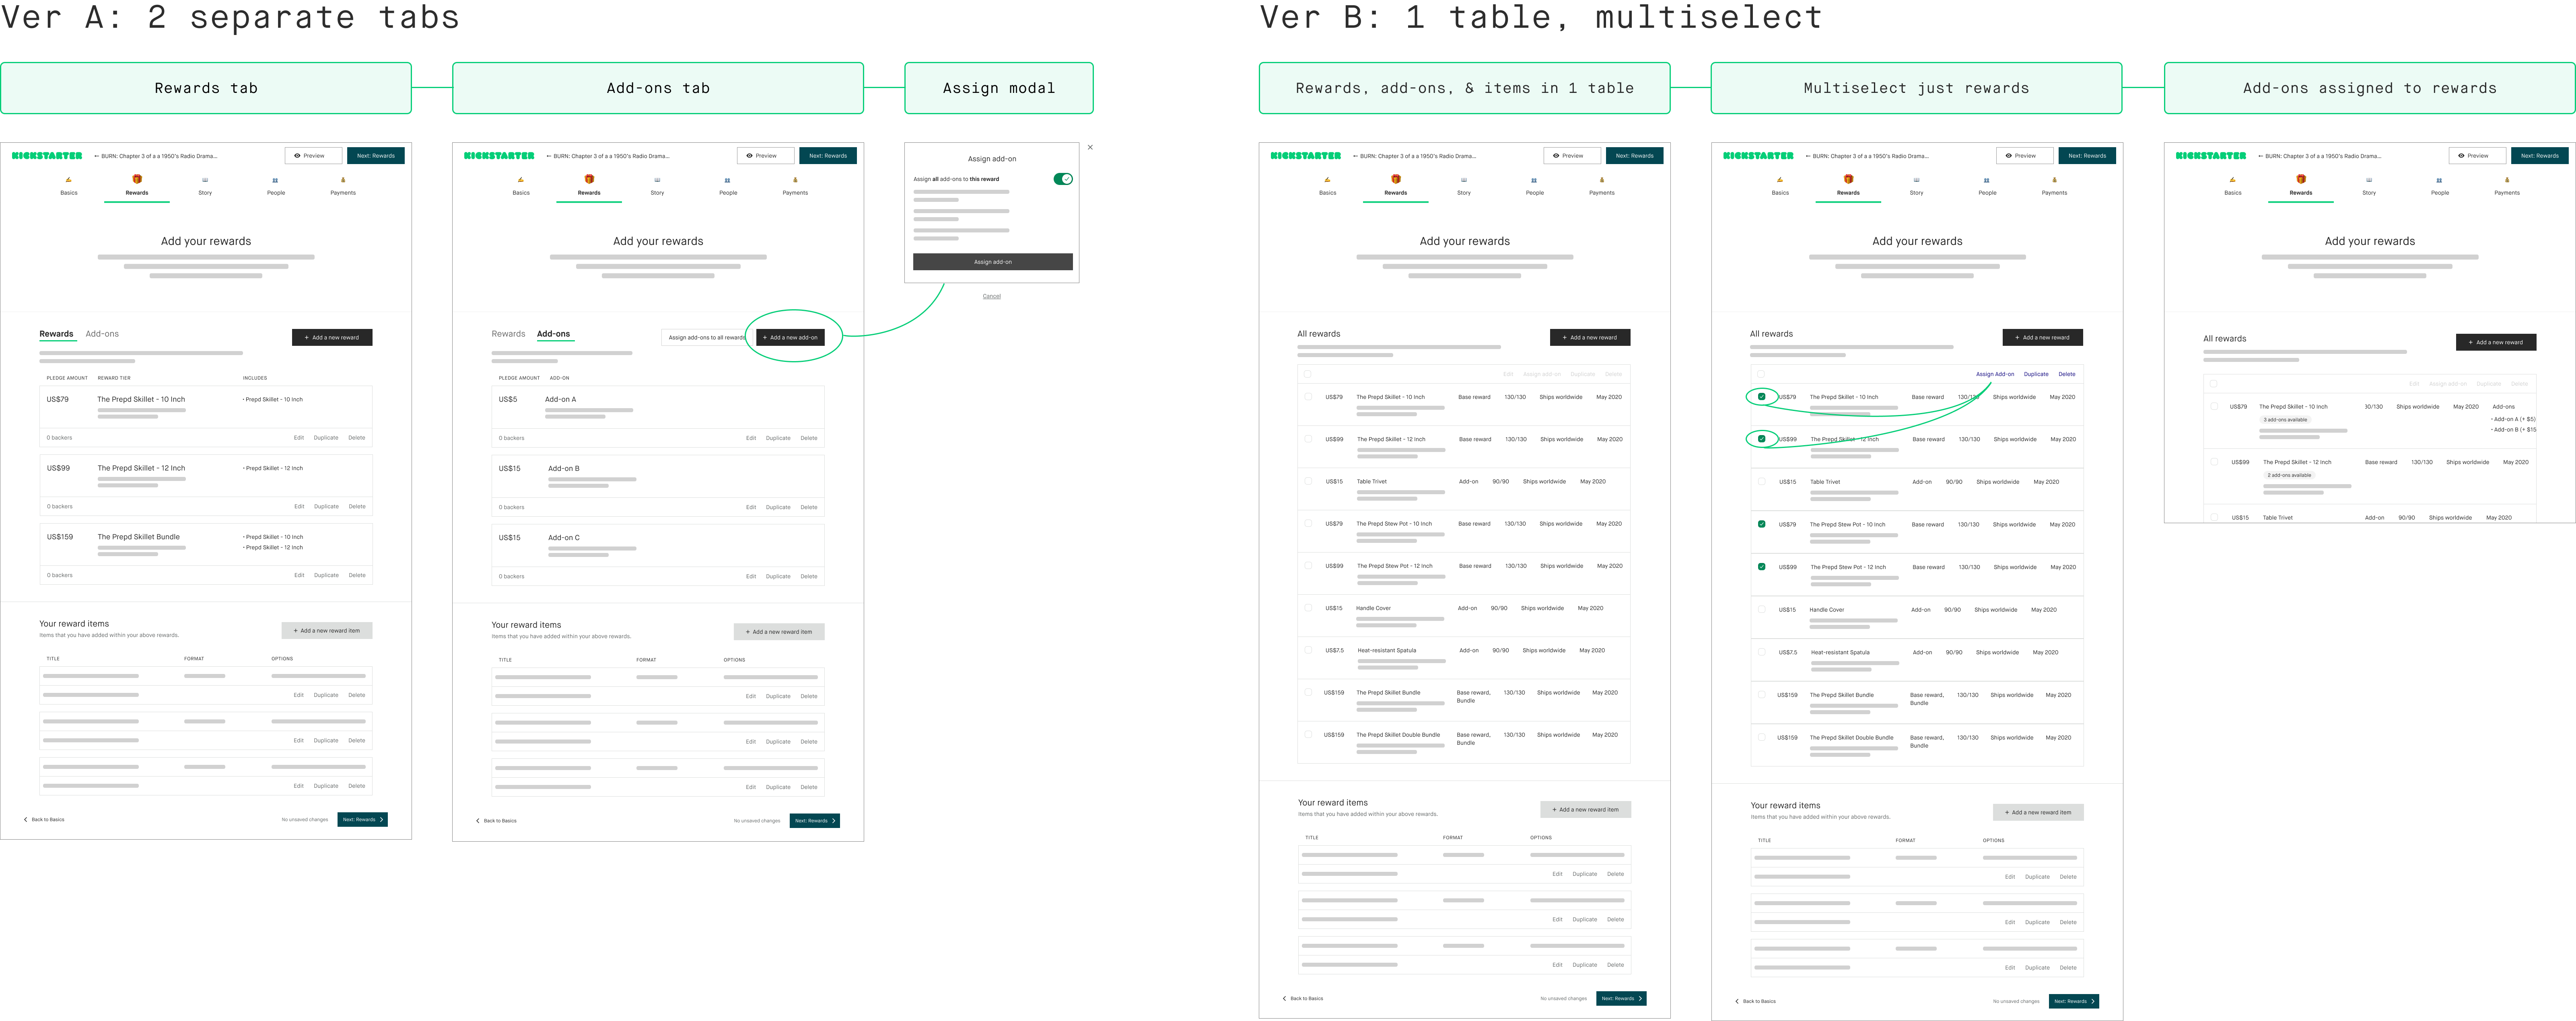 Ver A: 2 separate tabs
Rewards tab
Add-ons tab
Assign modal
KICKSTARTER
← BURN: Chapter 3 of a a 1950's Radio Drama...
Preview
Next: Rewards
Basics
Rewards
Story
People
Payments
Add your rewards
Rewards
Add-ons
+ Add a new reward
PLEDGE AMOUNT REWARD TIER INCLUDES
US$79 The Prepd Skillet - 10 Inch • Prepd Skillet - 10 Inch
0 backers Edit Duplicate Delete
US$99 The Prepd Skillet - 12 Inch • Prepd Skillet - 12 Inch
0 backers Edit Duplicate Delete
US$159 The Prepd Skillet Bundle • Prepd Skillet - 10 Inch
• Prepd Skillet - 12 Inch
0 backers Edit Duplicate Delete
Your reward items
Items that you have added within your above rewards.
+ Add a new reward item
TITLE FORMAT OPTIONS
Edit Duplicate Delete
Edit Duplicate Delete
Edit Duplicate Delete
Back to Basics
No unsaved changes
Next: Rewards
KICKSTARTER
← BURN: Chapter 3 of a a 1950's Radio Drama...
Preview
Next: Rewards
Basics
Rewards
Story
People
Payments
Add your rewards
Rewards
Add-ons
Assign add-ons to all rewards
+ Add a new add-on
PLEDGE AMOUNT ADD-ON
US$5 Add-on A
0 backers Edit Duplicate Delete
US$15 Add-on B
0 backers Edit Duplicate Delete
US$15 Add-on C
0 backers Edit Duplicate Delete
Your reward items
Items that you have added within your above rewards.
+ Add a new reward item
TITLE FORMAT OPTIONS
Edit Duplicate Delete
Edit Duplicate Delete
Edit Duplicate Delete
Back to Basics
No unsaved changes
Next: Rewards
Assign add-on
Assign all add-ons to this reward
Assign add-on
Cancel
Ver B: 1 table, multiselect
Rewards, add-ons, & items in 1 table
Multiselect just rewards
Add-ons assigned to rewards
KICKSTARTER
← BURN: Chapter 3 of a a 1950's Radio Drama...
Preview
Next: Rewards
Basics
Rewards
Story
People
Payments
Add your rewards
All rewards
+ Add a new reward
Edit Assign add-on Duplicate Delete
US$79 The Prepd Skillet - 10 Inch Base reward 130/130 Ships worldwide May 2020
US$99 The Prepd Skillet - 12 Inch Base reward 130/130 Ships worldwide May 2020
US$15 Table Trivet Add-on 90/90 Ships worldwide May 2020
US$79 The Prepd Stew Pot - 10 Inch Base reward 130/130 Ships worldwide May 2020
US$99 The Prepd Stew Pot - 12 Inch Base reward 130/130 Ships worldwide May 2020
US$15 Handle Cover Add-on 90/90 Ships worldwide May 2020
US$7.5 Heat-resistant Spatula Add-on 90/90 Ships worldwide May 2020
US$159 The Prepd Skillet Bundle Base reward, 130/130 Ships worldwide May 2020
Bundle
US$159 The Prepd Skillet Double Bundle Base reward, 130/130 Ships worldwide May 2020
Bundle
Your reward items
Items that you have added within your above rewards.
+ Add a new reward item
TITLE FORMAT OPTIONS
Edit Duplicate Delete
Edit Duplicate Delete
Edit Duplicate Delete
Back to Basics
No unsaved changes
Next: Rewards
KICKSTARTER
← BURN: Chapter 3 of a a 1950's Radio Drama...
Preview
Next: Rewards
Basics
Rewards
Story
People
Payments
Add your rewards
All rewards
+ Add a new reward
Assign Add-on Duplicate Delete
US$79 The Prepd Skillet - 10 Inch Base reward 130/130 Ships worldwide May 2020
US$99 The Prepd Skillet - 12 Inch Base reward 130/130 Ships worldwide May 2020
US$15 Table Trivet Add-on 90/90 Ships worldwide May 2020
US$79 The Prepd Stew Pot - 10 Inch Base reward 130/130 Ships worldwide May 2020
US$99 The Prepd Stew Pot - 12 Inch Base reward 130/130 Ships worldwide May 2020
US$15 Handle Cover Add-on 90/90 Ships worldwide May 2020
US$7.5 Heat-resistant Spatula Add-on 90/90 Ships worldwide May 2020
US$159 The Prepd Skillet Bundle Base reward, 130/130 Ships worldwide May 2020
Bundle
US$159 The Prepd Skillet Double Bundle Base reward, 130/130 Ships worldwide May 2020
Bundle
Your reward items
Items that you have added within your above rewards.
+ Add a new reward item
TITLE FORMAT OPTIONS
Edit Duplicate Delete
Edit Duplicate Delete
Edit Duplicate Delete
Back to Basics
No unsaved changes
Next: Rewards
KICKSTARTER
← BURN: Chapter 3 of a a 1950's Radio Drama...
Preview
Next: Rewards
Basics
Rewards
Story
People
Payments
Add your rewards
All rewards
+ Add a new reward
Edit Assign add-on Duplicate Delete
US$79 The Prepd Skillet - 10 Inch 30/130 Ships worldwide May 2020 Add-ons
3 add-ons available
• Add-on A (+ $5)
• Add-on B (+ $15
US$99 The Prepd Skillet - 12 Inch Base reward 130/130 Ships worldwide May 2020
2 add-ons available
US$15 Table Trivet Add-on 90/90 Ships worldwide May 2020